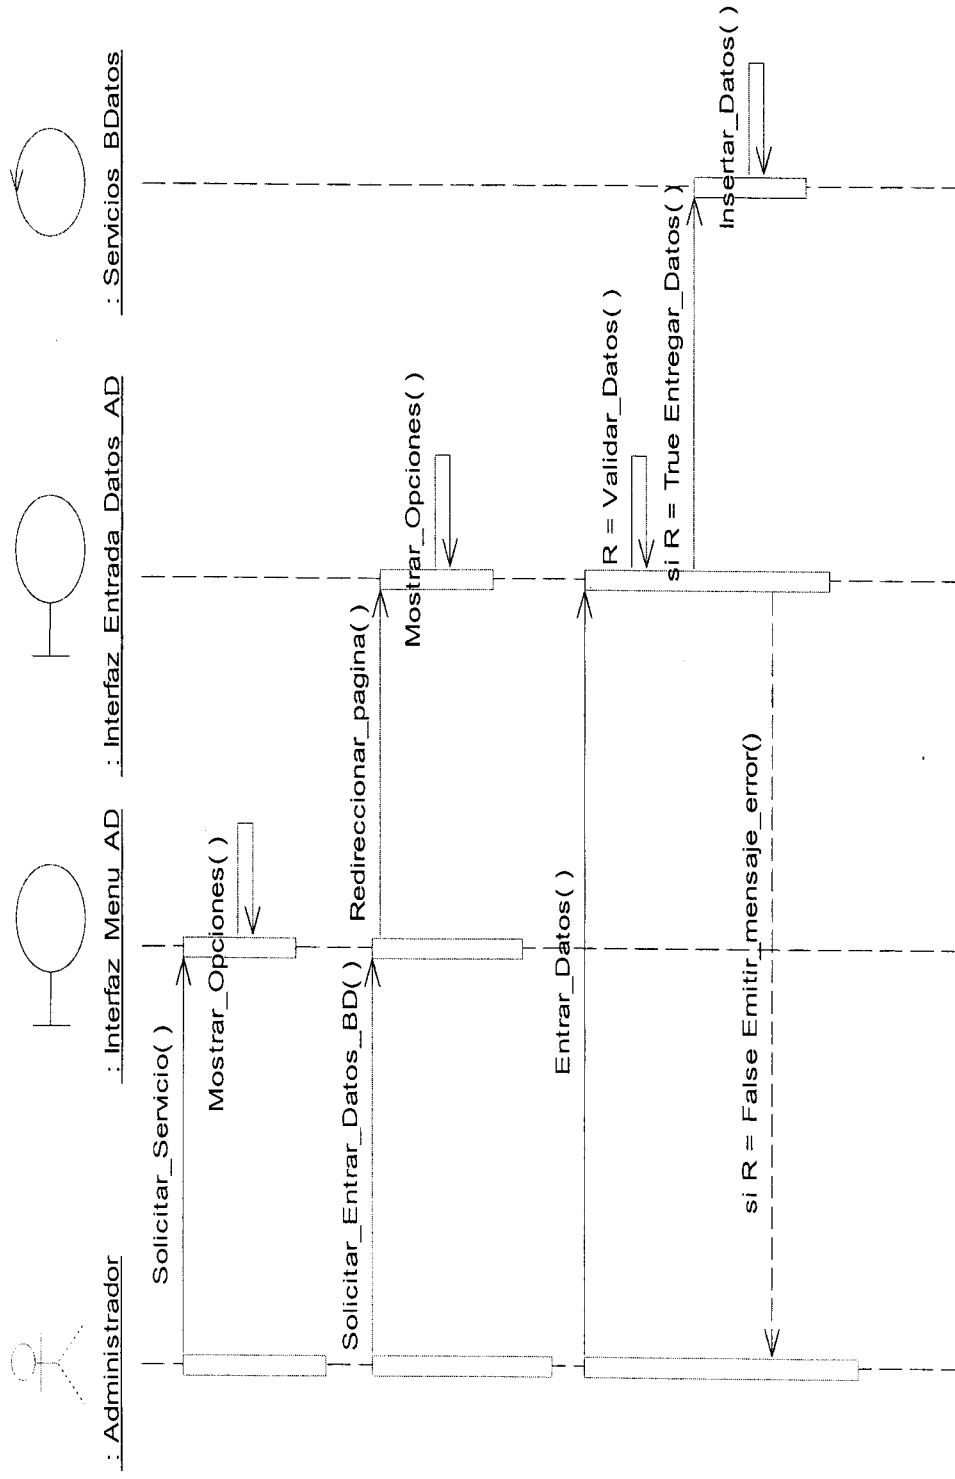 : Administrador
: Interfaz_Menu_AD
: Interfaz_Entrada_Datos_AD
: Servicios_BDatos
Solicitar_Servicio( )
Mostrar_Opciones( )
Solicitar_Entrar_Datos_BD( )
Redireccionar_pagina( )
Mostrar_Opciones( )
Entrar_Datos( )
R = Validar_Datos( )
si R = True Entregar_Datos( )
Insertar_Datos( )
si R = False Emitir_mensaje_error()